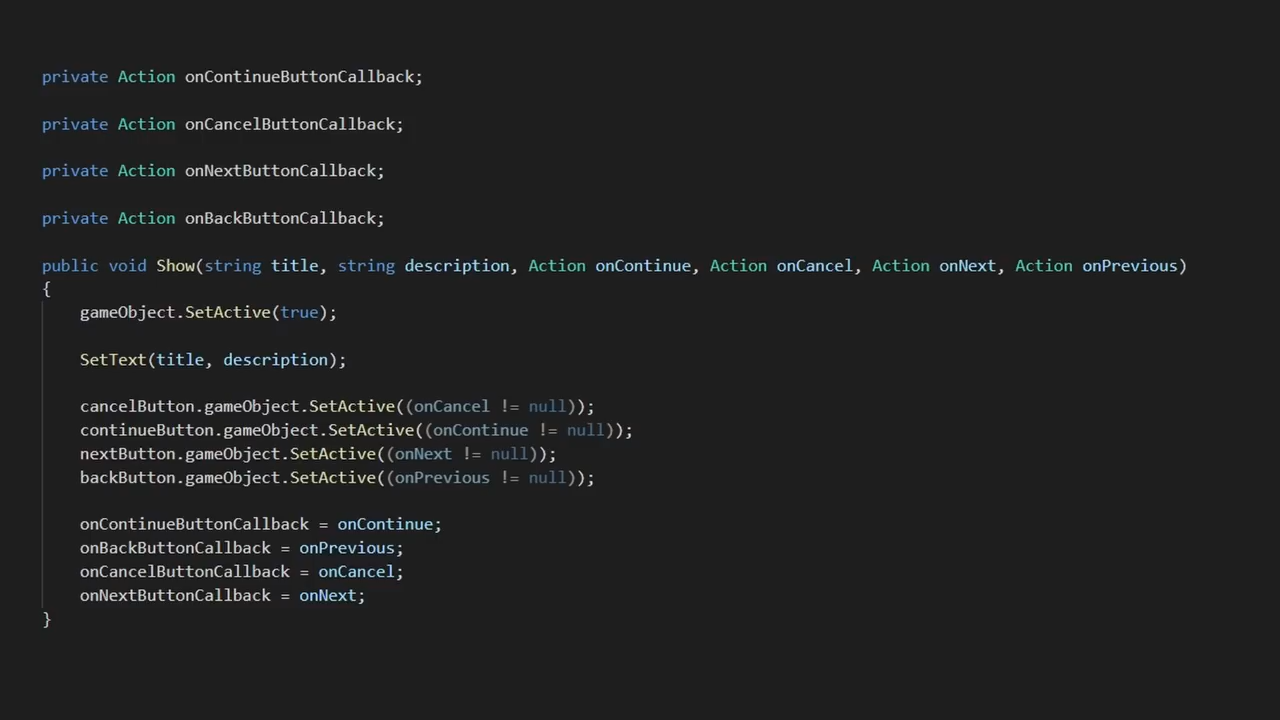 private Action onContinueButtonCallback;
private Action onCancelButtonCallback;
private Action onNextButtonCallback;
private Action onBackButtonCallback;
public void Show(string title, string description, Action onContinue, Action onCancel, Action onNext, Action onPrevious)
{
gameObject.SetActive(true);
SetText(title, description);
cancelButton.gameObject.SetActive((onCancel != null));
continueButton.gameObject.SetActive((onContinue != null));
nextButton.gameObject.SetActive((onNext != null));
backButton.gameObject.SetActive((onPrevious != null));
onContinueButtonCallback = onContinue;
onBackButtonCallback = onPrevious;
onCancelButtonCallback = onCancel;
onNextButtonCallback = onNext;
}